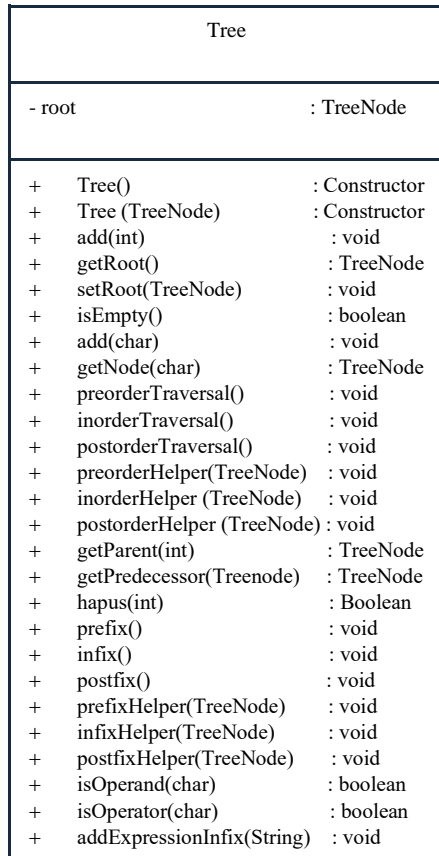 Tree
- root : TreeNode
+ Tree() : Constructor
+ Tree (TreeNode) : Constructor
+ add(int) : void
+ getRoot() : TreeNode
+ setRoot(TreeNode) : void
+ isEmpty() : boolean
+ add(char) : void
+ getNode(char) : TreeNode
+ preorderTraversal() : void
+ inorderTraversal() : void
+ postorderTraversal() : void
+ preorderHelper(TreeNode) : void
+ inorderHelper (TreeNode) : void
+ postorderHelper (TreeNode) : void
+ getParent(int) : TreeNode
+ getPredecessor(Treenode) : TreeNode
+ hapus(int) : Boolean
+ prefix() : void
+ infix() : void
+ postfix() : void
+ prefixHelper(TreeNode) : void
+ infixHelper(TreeNode) : void
+ postfixHelper(TreeNode) : void
+ isOperand(char) : boolean
+ isOperator(char) : boolean
+ addExpressionInfix(String) : void